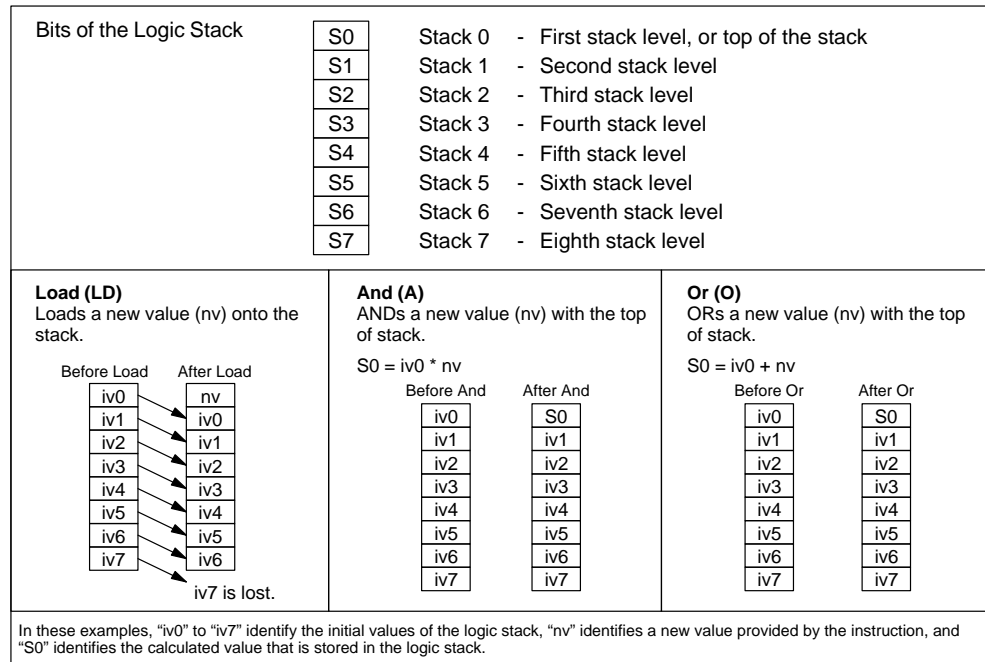 Bits of the Logic Stack
S0 Stack 0 - First stack level, or top of the stack
S1 Stack 1 - Second stack level
S2 Stack 2 - Third stack level
S3 Stack 3 - Fourth stack level
S4 Stack 4 - Fifth stack level
S5 Stack 5 - Sixth stack level
S6 Stack 6 - Seventh stack level
S7 Stack 7 - Eighth stack level
Load (LD)
Loads a new value (nv) onto the
stack.
Before Load After Load
iv0 nv
iv1 iv0
iv2 iv1
iv3 iv2
iv4 iv3
iv5 iv4
iv6 iv5
iv7 iv6
iv7 is lost.
And (A)
ANDs a new value (nv) with the top
of stack.
S0 = iv0 * nv
Before And After And
iv0 S0
iv1 iv1
iv2 iv2
iv3 iv3
iv4 iv4
iv5 iv5
iv6 iv6
iv7 iv7
Or (O)
ORs a new value (nv) with the top
of stack.
S0 = iv0 + nv
Before Or After Or
iv0 S0
iv1 iv1
iv2 iv2
iv3 iv3
iv4 iv4
iv5 iv5
iv6 iv6
iv7 iv7
In these examples, “iv0” to “iv7” identify the initial values of the logic stack, “nv” identifies a new value provided by the instruction, and
“S0” identifies the calculated value that is stored in the logic stack.